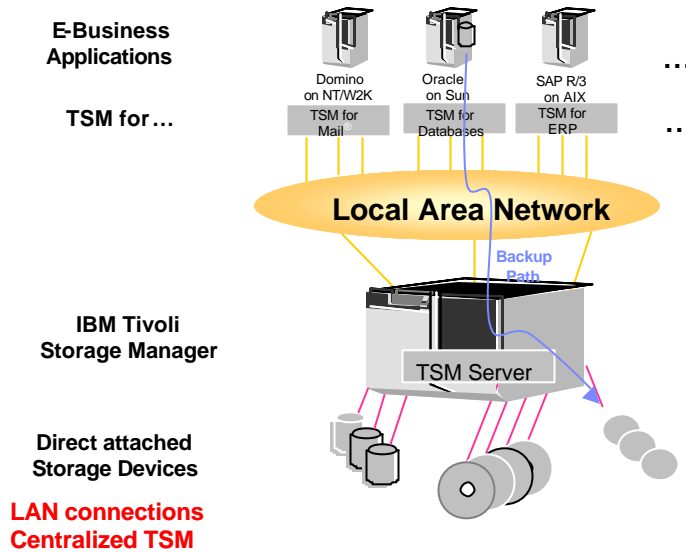 E-Business
Applications
Domino
on NT/W2K
Oracle
on Sun
SAP R/3
on AIX
...
TSM for ...
TSM for
Mail®
TSM for
Databases
TSM for
ERP
...
Local Area Network
Backup
Path
IBM Tivoli
Storage Manager
TSM Server
Direct attached
Storage Devices
LAN connections
Centralized TSM